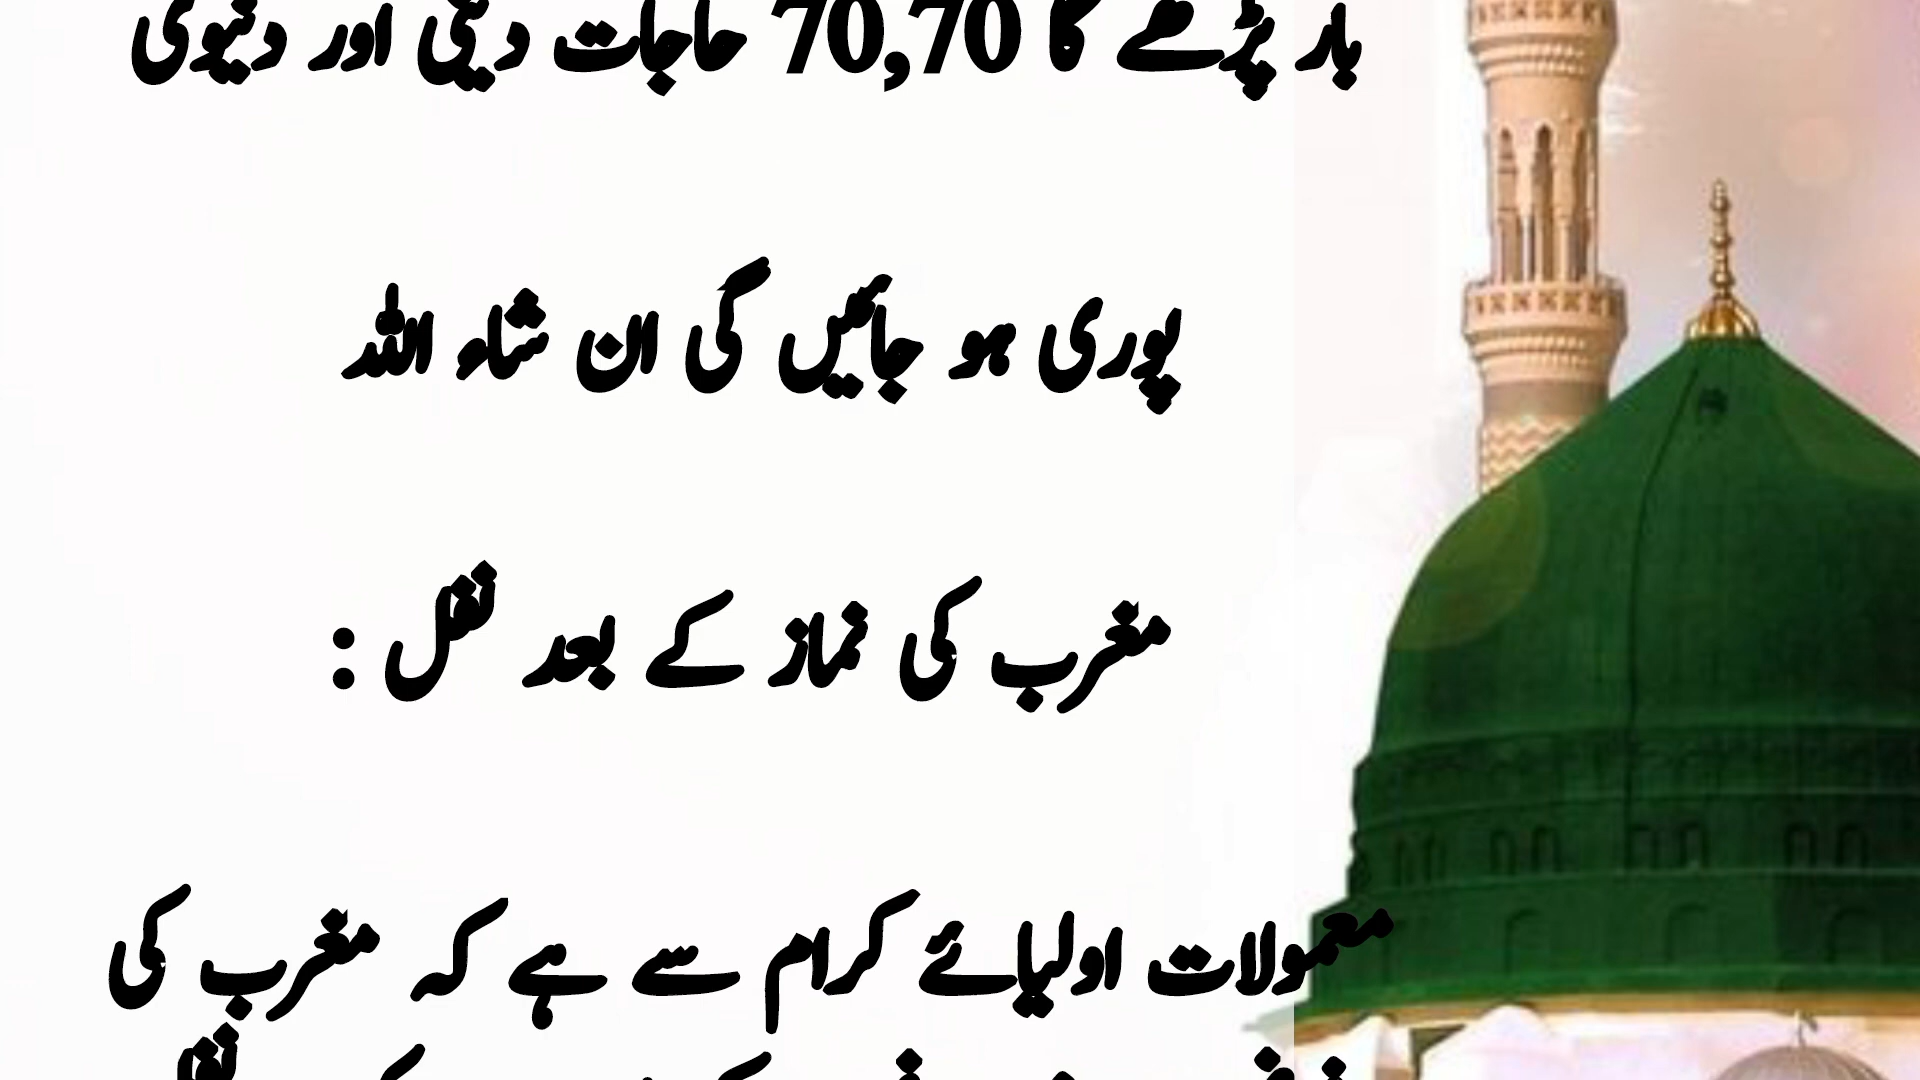 بار پڑھے گا 70,70 حاجات دینی اور دنیوی
پوری ہو جائیں گی ان شاء اللہ
مغرب کی نماز کے بعد نفل :
معمولات اولیائے کرام سے ہے کہ مغرب کی